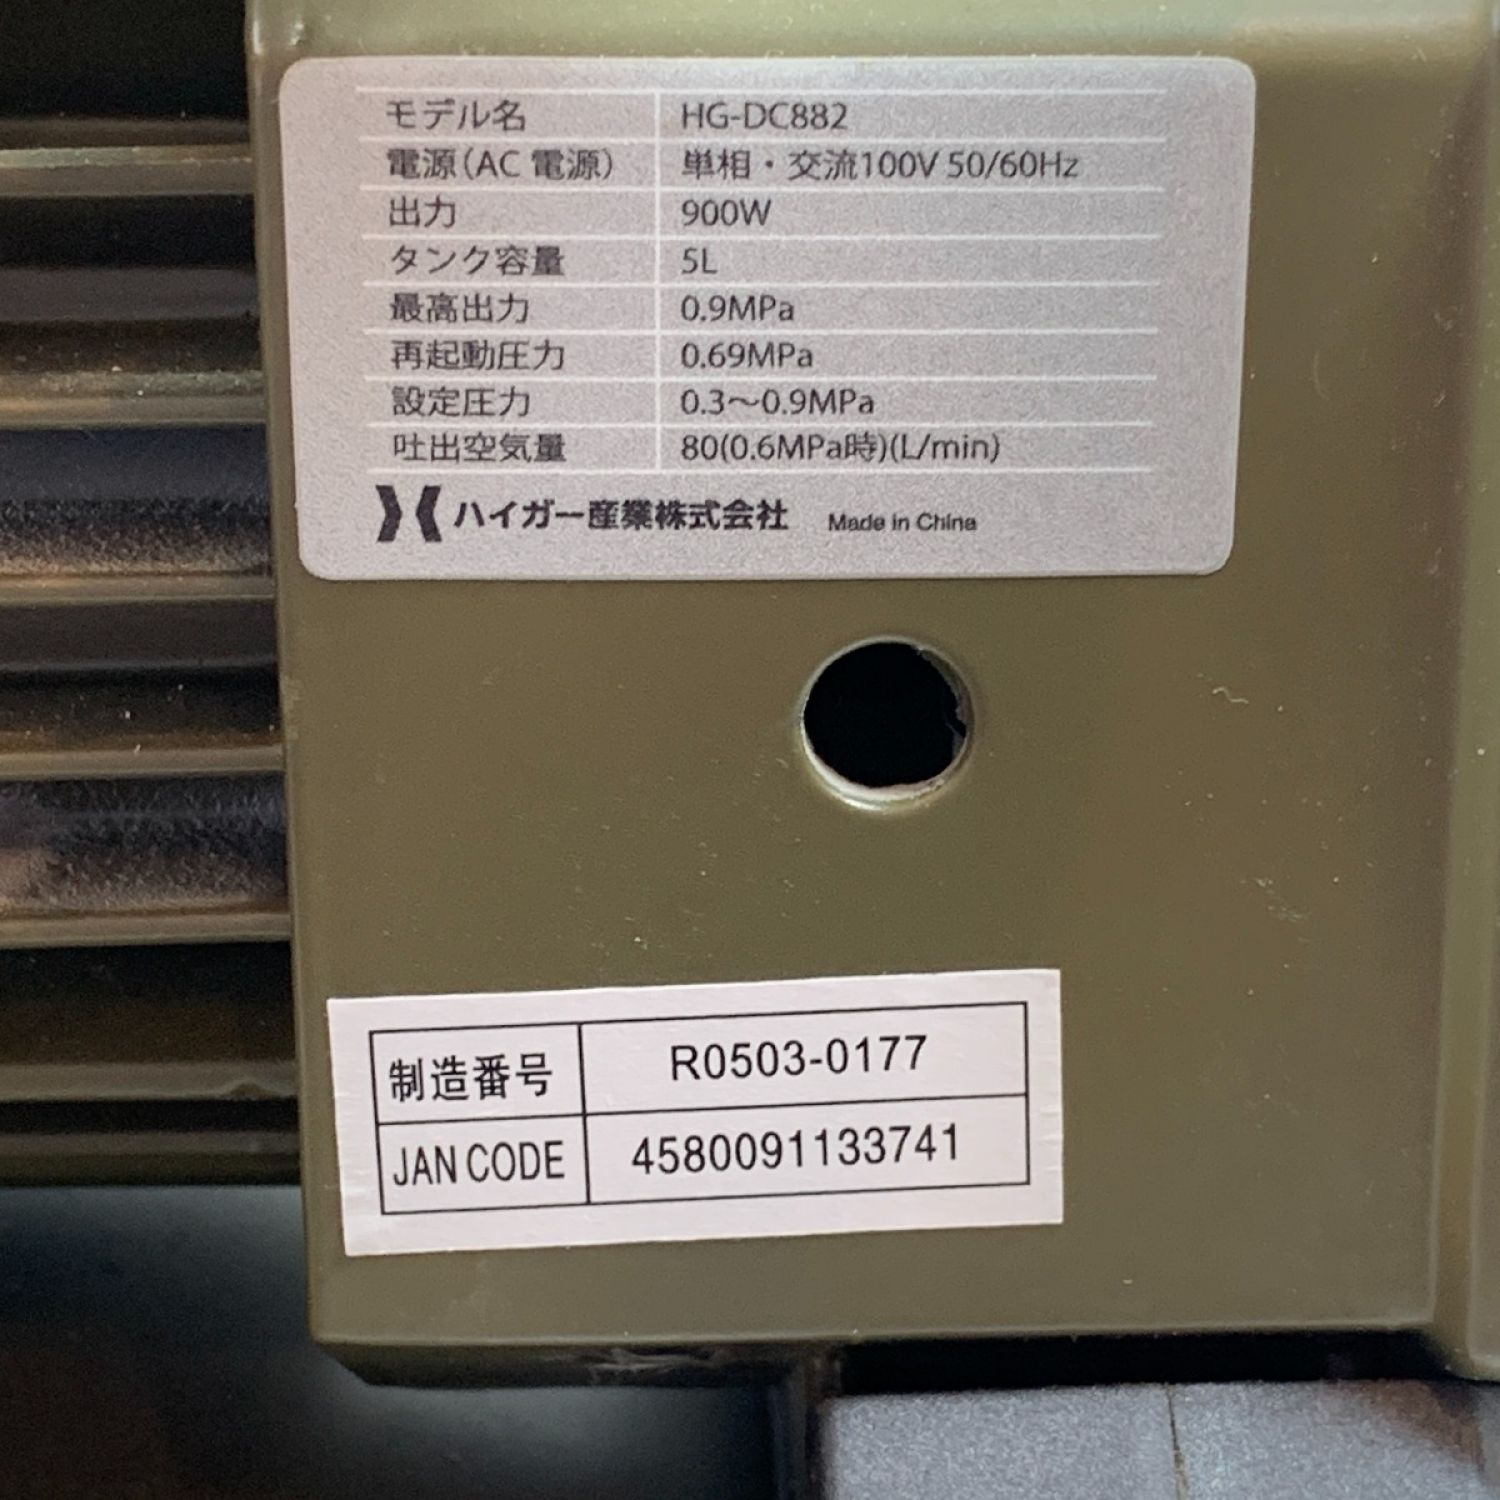 モデル名 HG-DC882
電源(AC 電源) 単相・交流100V 50/60Hz
出力 900W
タンク容量 5L
最高出力 0.9MPa
再起動圧力 0.69MPa
設定圧力 0.3〜0.9MPa
吐出空気量 80(0.6MPa時)(L/min)
ハイガー産業株式会社 Made in China
制造番号 R0503-0177
JAN CODE 4580091133741